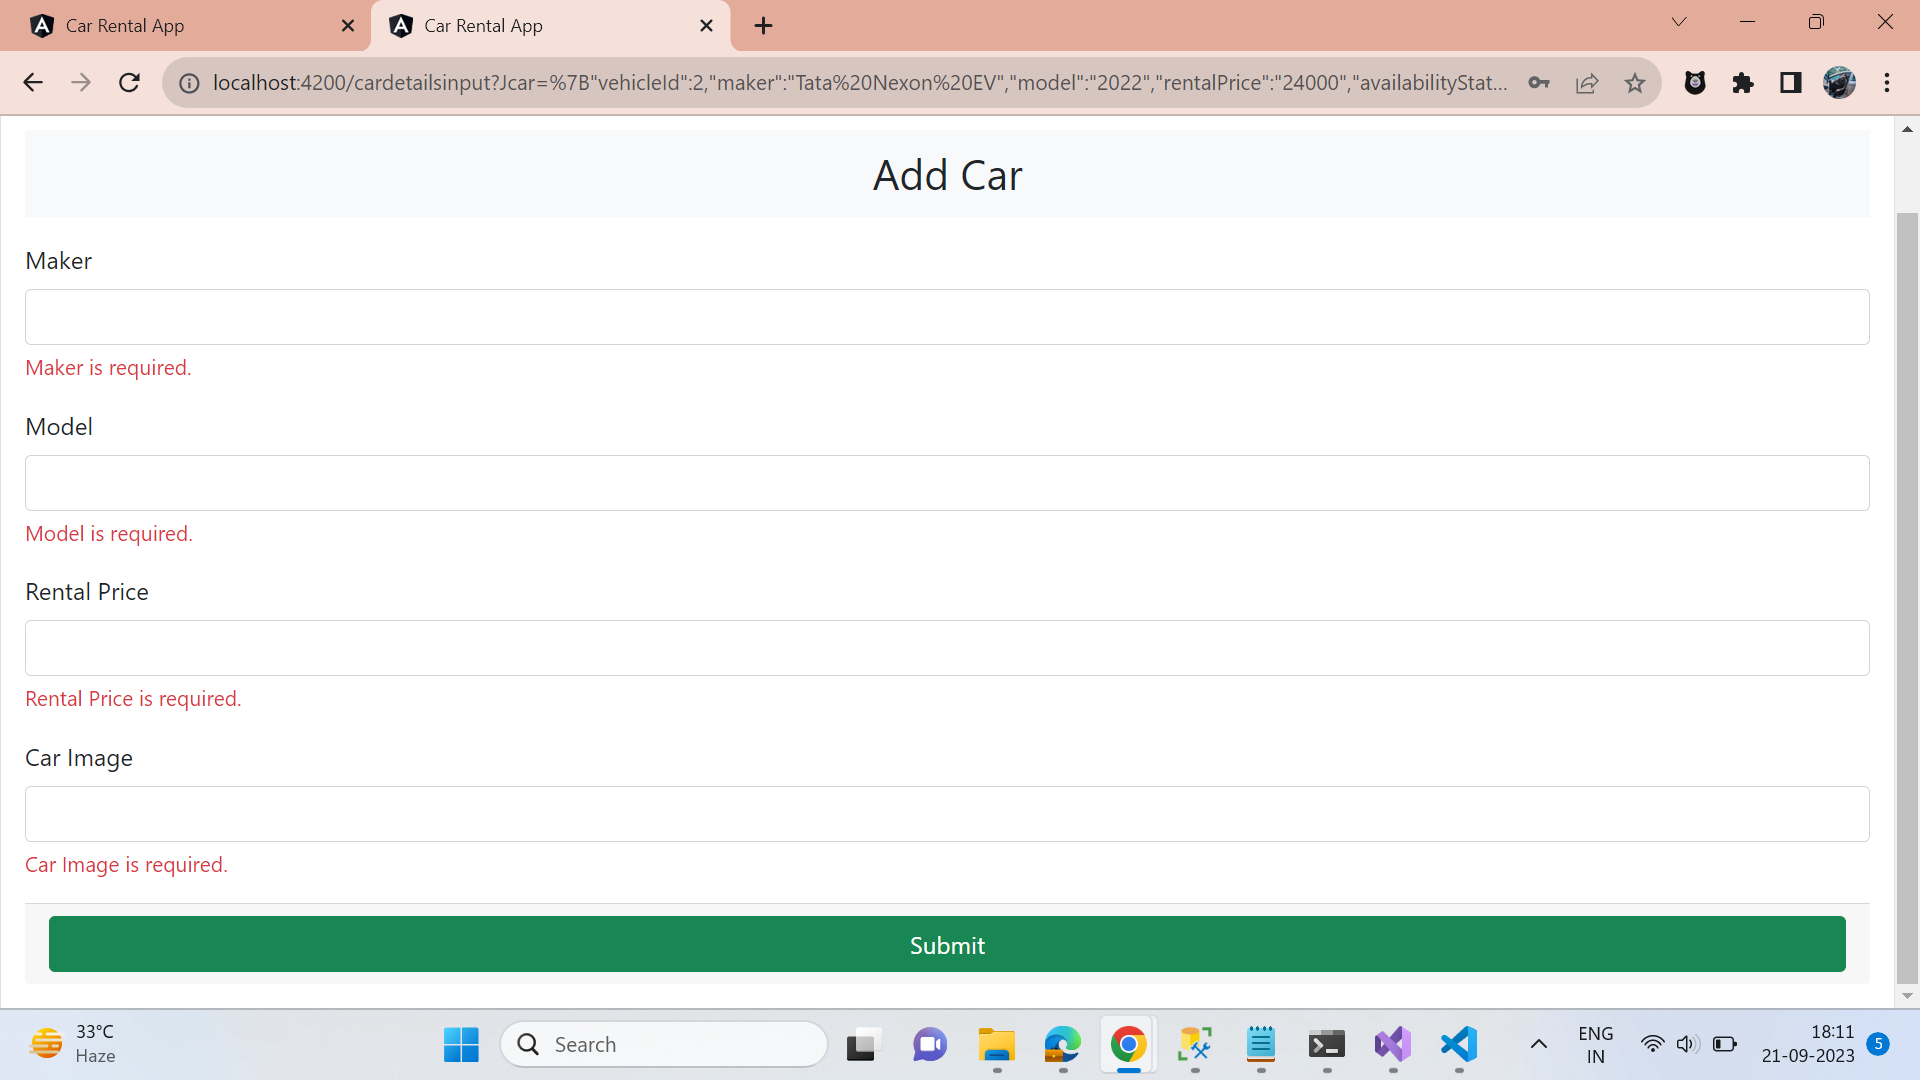 Car Rental App
Car Rental App
localhost:4200/cardetailsinput?Jcar=%7B"vehicleId":2,"maker":"Tata%20Nexon%20EV","model":"2022","rentalPrice":"24000","availabilityStat...
Add Car
Maker
Maker is required.
Model
Model is required.
Rental Price
Rental Price is required.
Car Image
Car Image is required.
Submit
33°C
Haze
Search
ENG
IN
18:11
21-09-2023
5